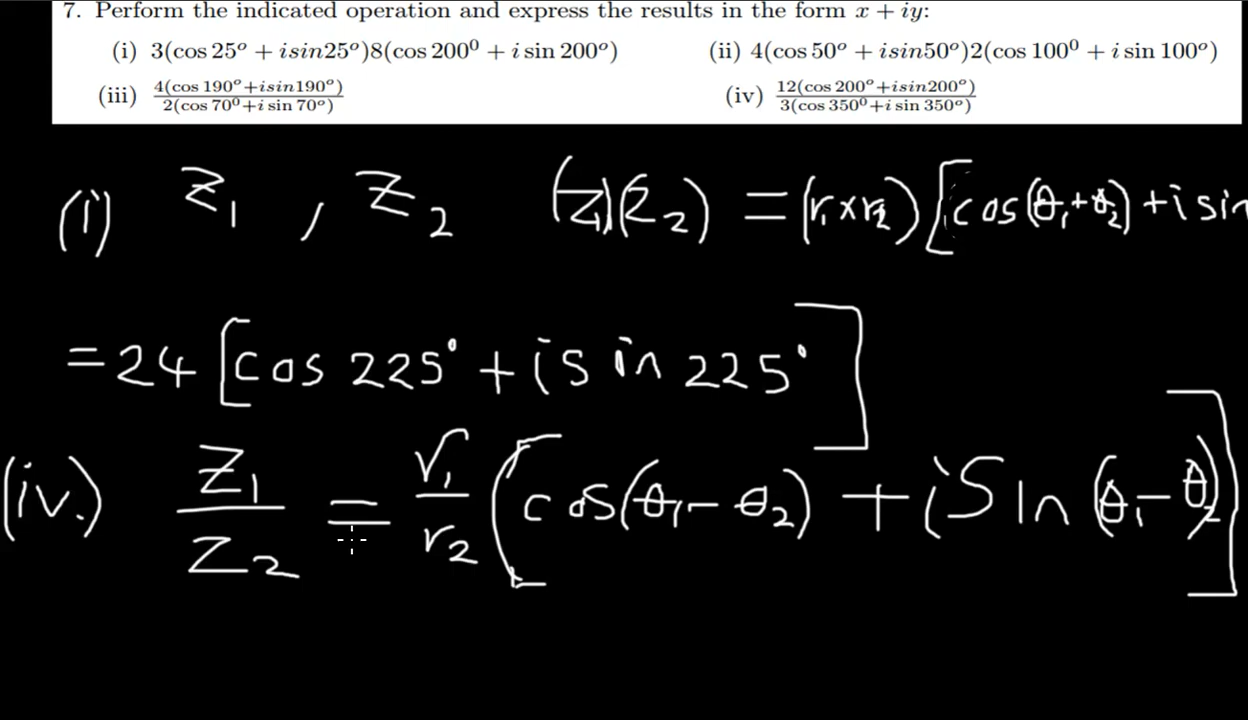 7. Perform the indicated operation and express the results in the form x + iy:
(i) 3(cos 25° + isin25°)8(cos 200⁰ + i sin 200°) (ii) 4(cos 50° + isin50°)2(cos 100⁰ + i sin 100°)
(iii) 4(cos 190°+isin190°)/2(cos 70⁰+i sin 70°) (iv) 12(cos 200°+isin200°)/3(cos 350⁰+i sin 350°)
(i) Z₁ , Z₂ (Z₁)(Z₂) = (r₁×r₂)[cos(θ₁+θ₂)+i sin
= 24 [cos 225° + i sin 225°]
(iv.) Z₁/Z₂ = r₁/r₂ [cos(θ₁-θ₂) + i Sin (θ₁-θ₂)]